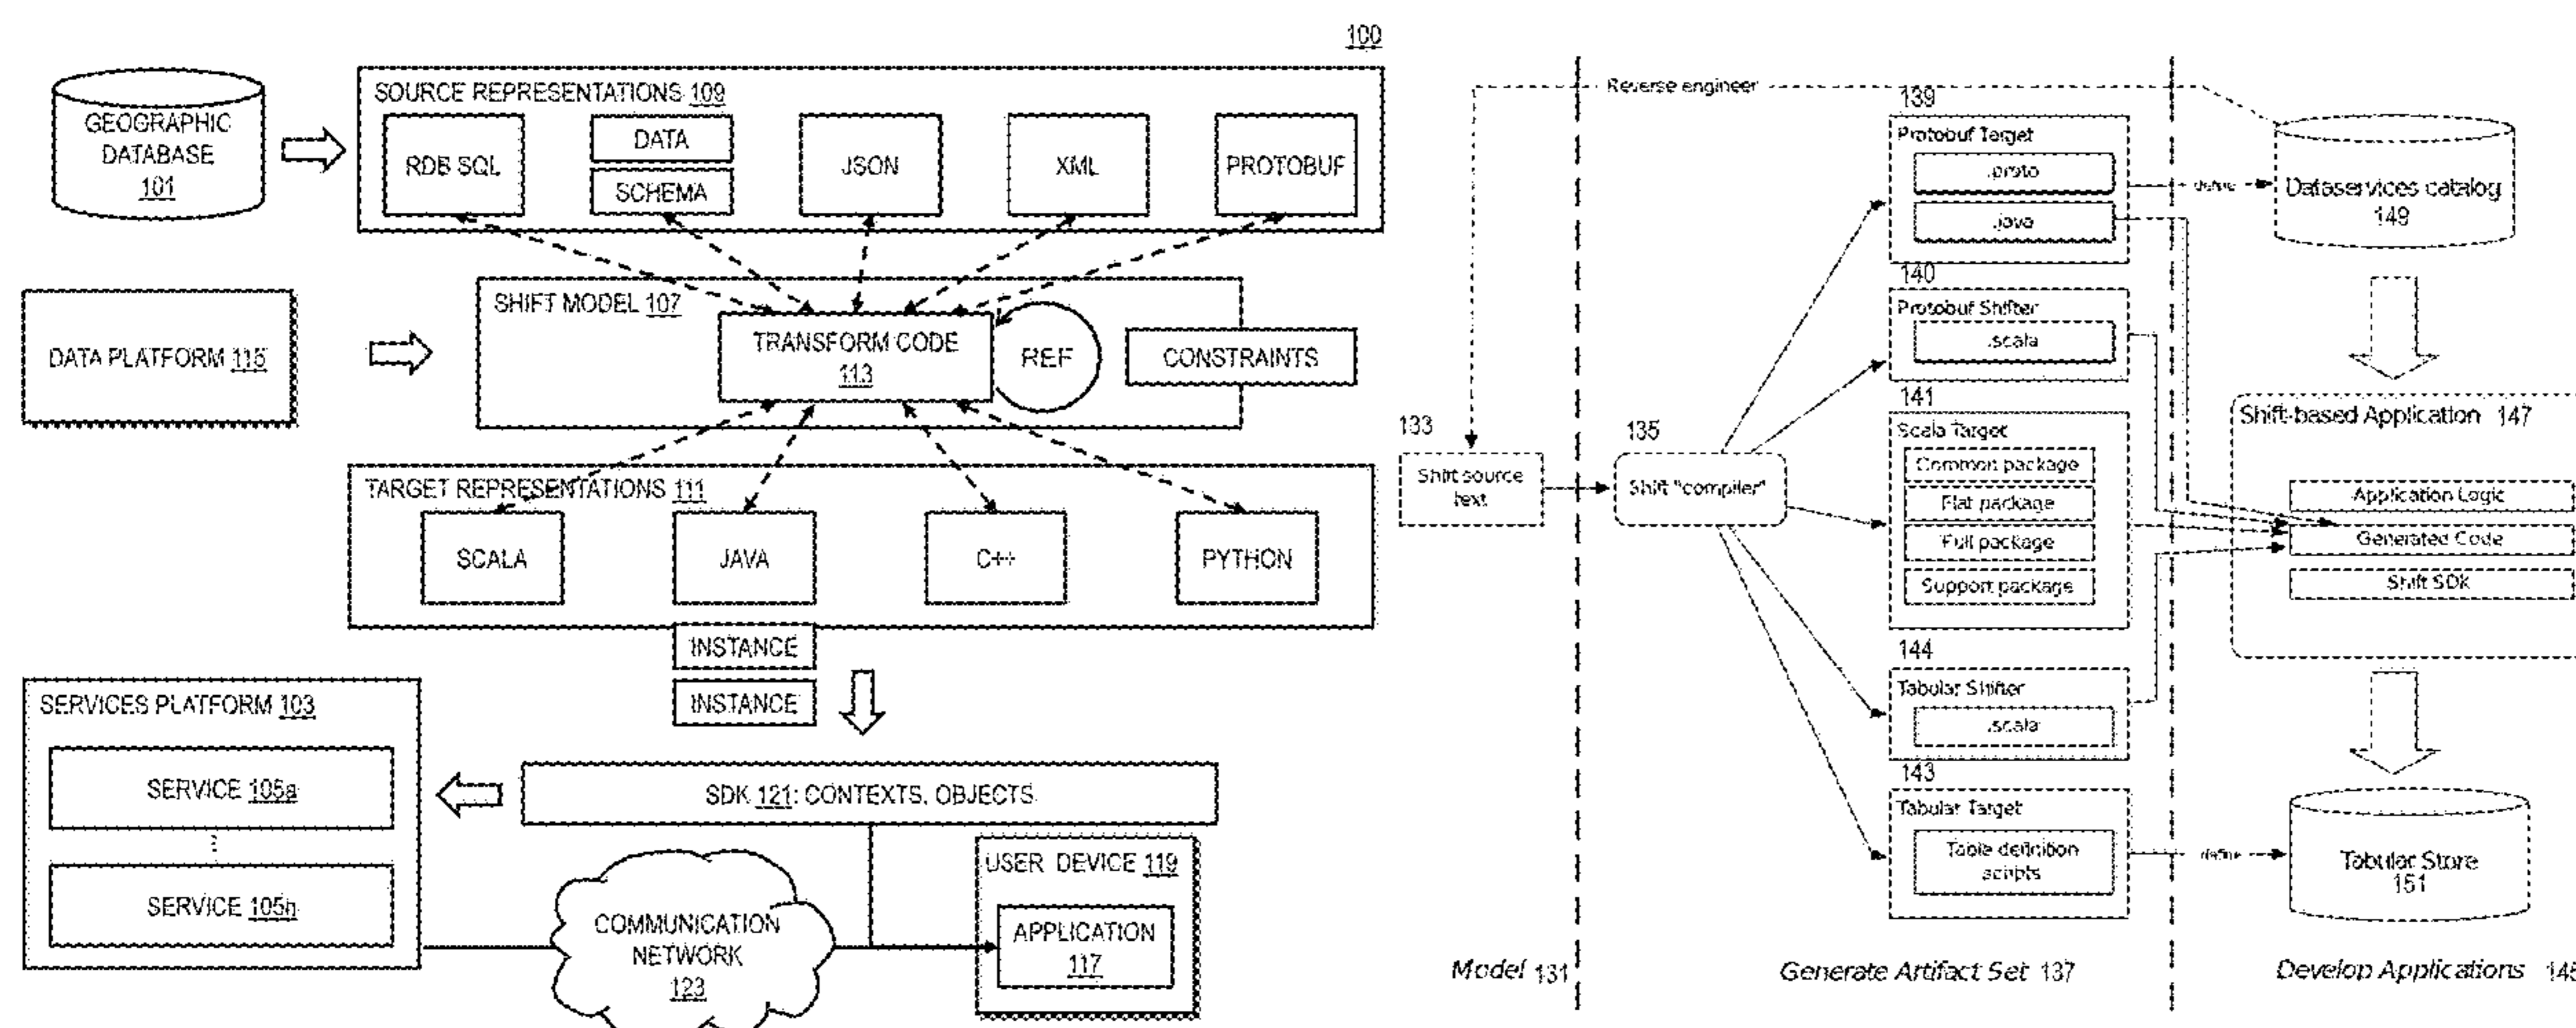 100
GEOGRAPHIC
DATABASE
101
SOURCE REPRESENTATIONS 109
RDB SQL
DATA
SCHEMA
JSON
XML
PROTOBUF
DATA PLATFORM 115
SHIFT MODEL 107
TRANSFORM CODE
113
REF
CONSTRAINTS
TARGET REPRESENTATIONS 111
SCALA
JAVA
C++
PYTHON
INSTANCE
INSTANCE
SERVICES PLATFORM 103
SERVICE 105a
SERVICE 105n
SDK 121: CONTEXTS, OBJECTS
COMMUNICATION
NETWORK
123
USER DEVICE 119
APPLICATION
117
Reverse engineer
133
Shift source
text
Model 131
135
Shift "compiler"
139
Protobuf Target
.proto
.java
140
Protobuf Shifter
.scala
141
Scala Target
Common package
Flat package
Full package
Support package
144
Tabular Shifter
.scala
143
Tabular Target
Table definition
scripts
Generate Artifact Set 137
define
Dataservices catalog
149
Shift-based Application 147
Application Logic
Generated Code
Shift SDK
define
Tabular Store
151
Develop Applications